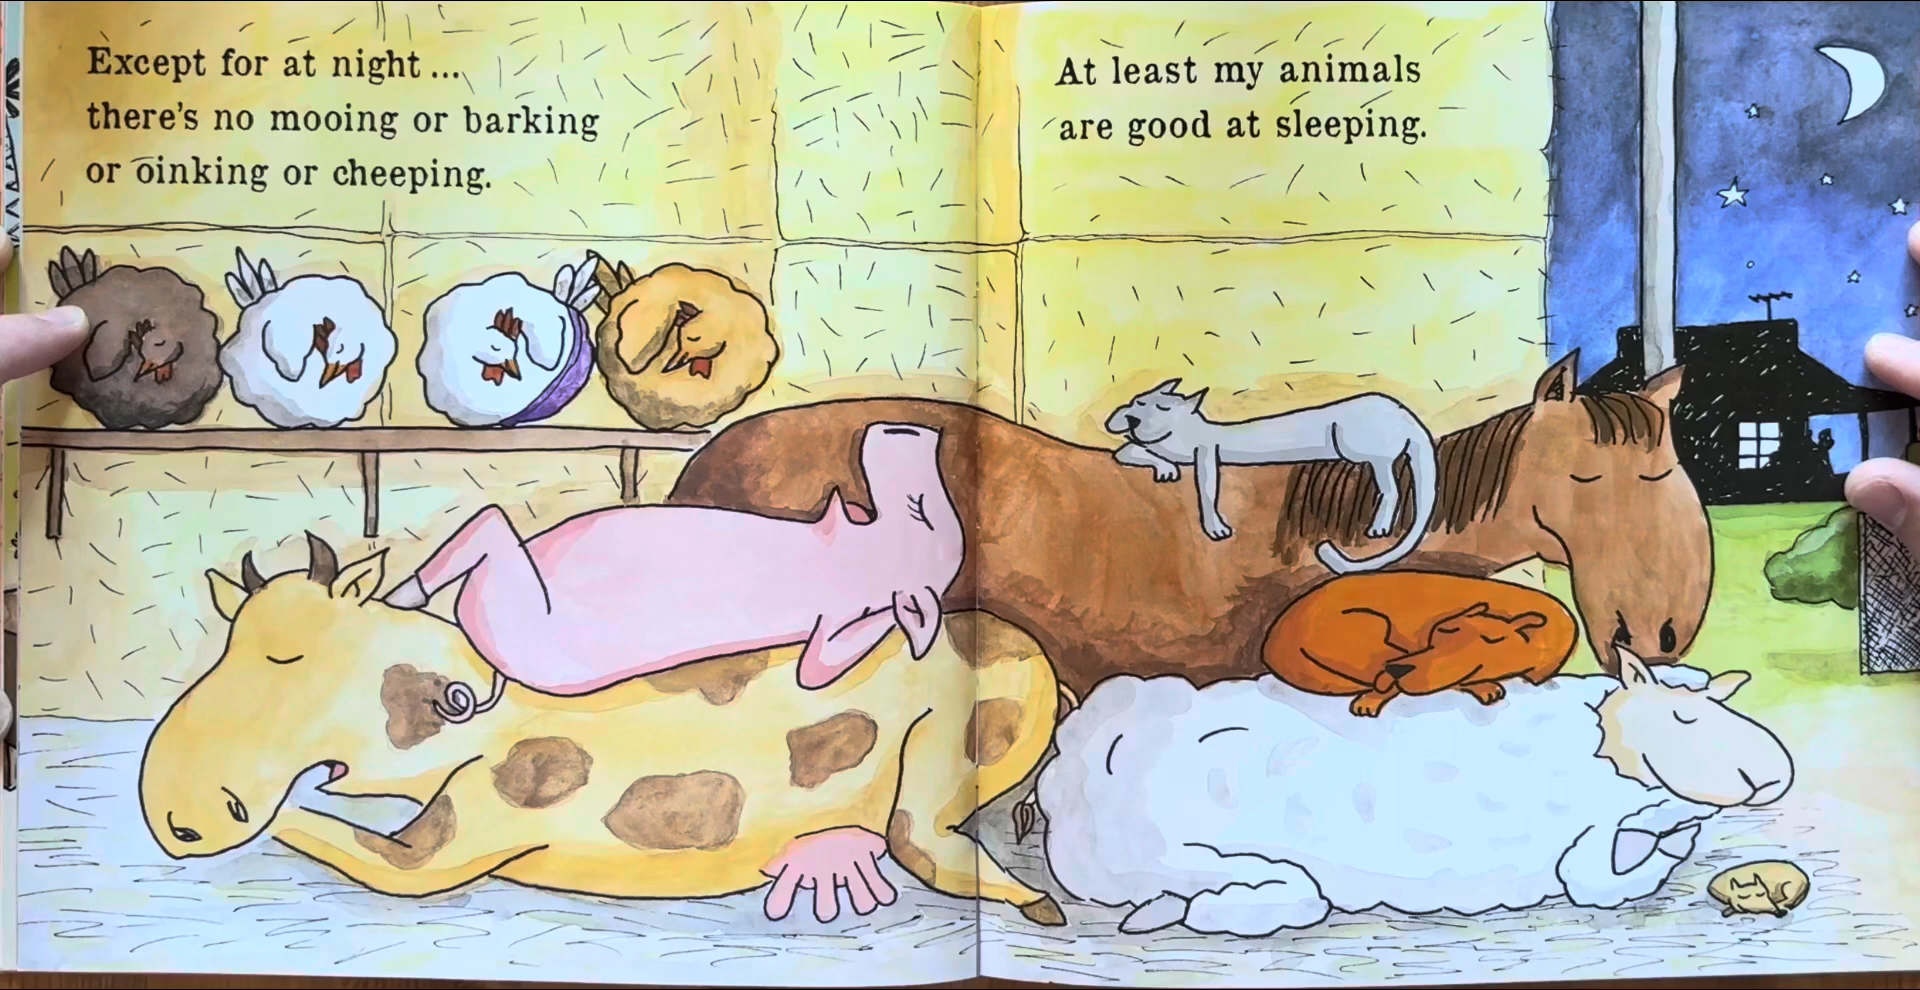 Except for at night...
there's no mooing or barking
or oinking or cheeping.
At least my animals
are good at sleeping.